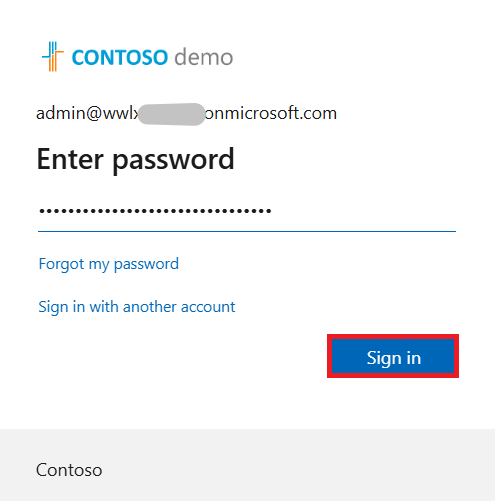 CONTOSO demo
admin@wwlx onmicrosoft.com
Enter password
••••••••••••••••••••••••••••••••
Forgot my password
Sign in with another account
Sign in
Contoso